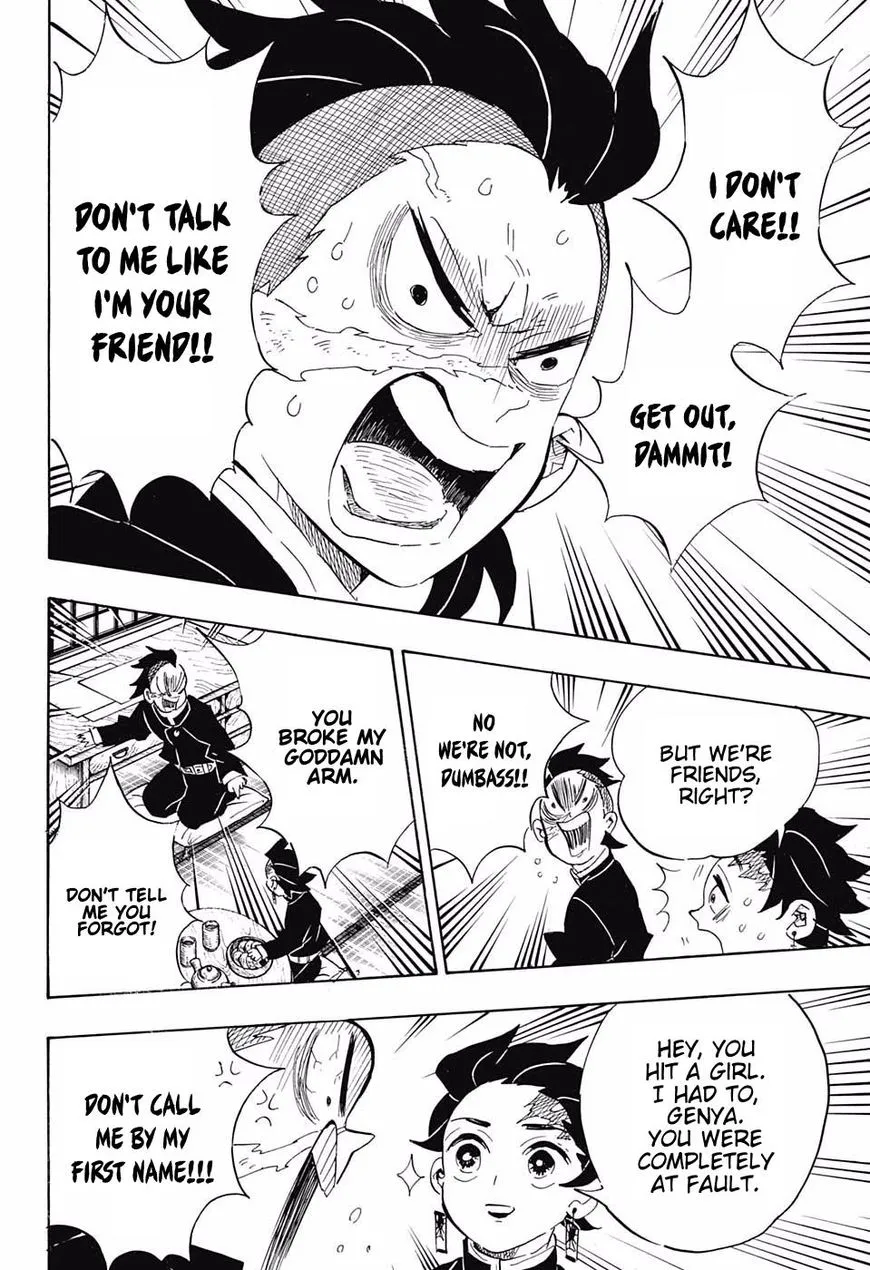 I DON'T
CARE!!
GET OUT,
DAMMIT!
DON'T TALK
TO ME LIKE
I'M YOUR
FRIEND!!
BUT WE'RE
FRIENDS,
RIGHT?
NO
WE'RE NOT,
DUMBASS!!
YOU
BROKE MY
GODDAMN
ARM.
DON'T TELL
ME YOU
FORGOT!
HEY, YOU
HIT A GIRL.
I HAD TO,
GENYA.
YOU WERE
COMPLETELY
AT FAULT.
DON'T CALL
ME BY MY
FIRST NAME!!!